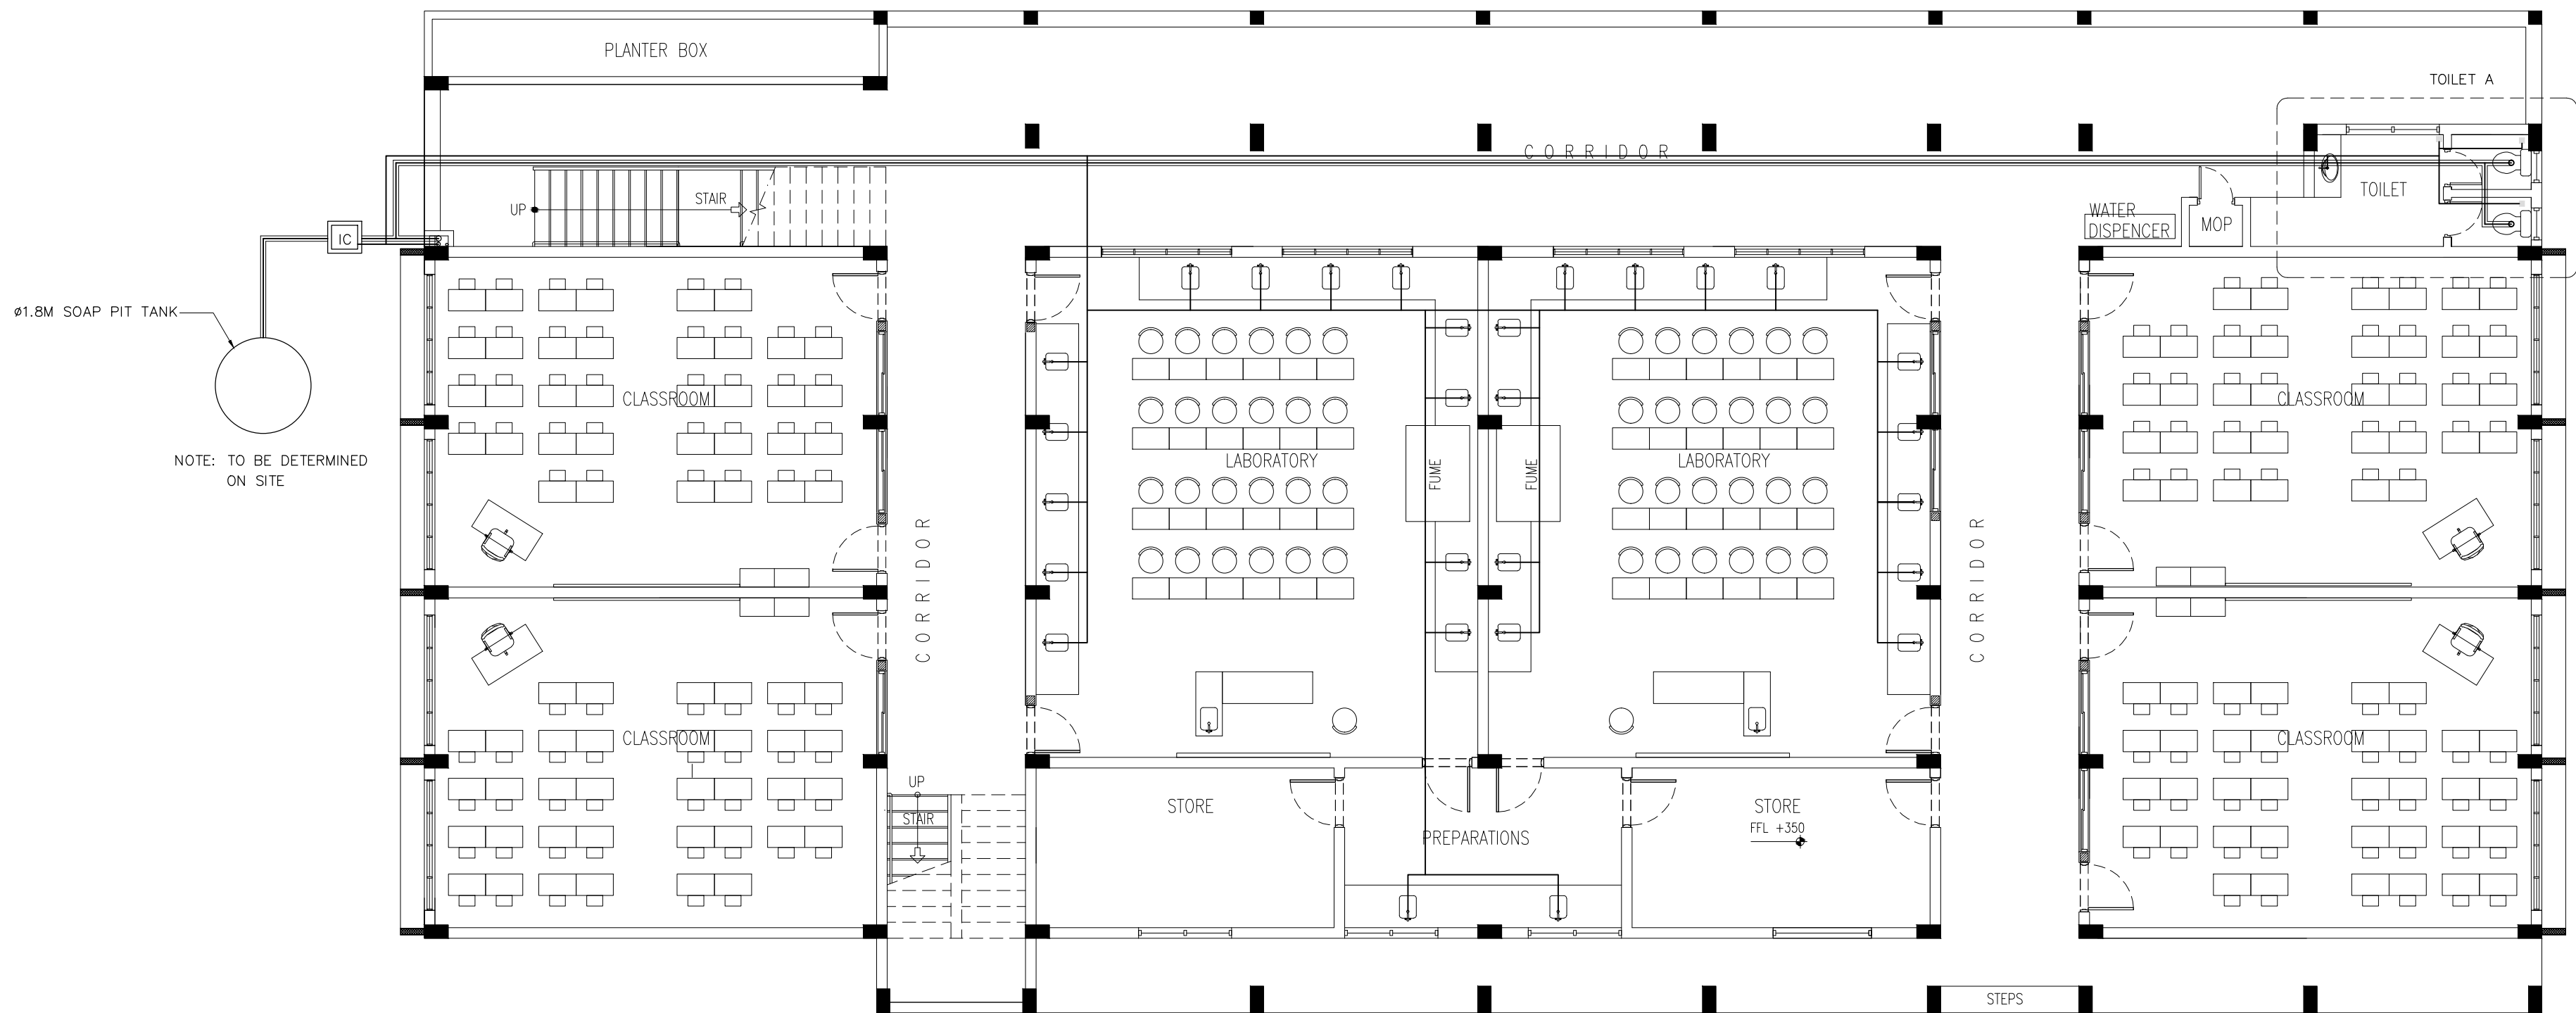 PLANTER BOX
TOILET A
CORRIDOR
UP
STAIR
TOILET
WATER
DISPENCER
MOP
IC
ø1.8M SOAP PIT TANK
NOTE: TO BE DETERMINED
ON SITE
CLASSROOM
CLASSROOM
LABORATORY
LABORATORY
FUME
FUME
CORRIDOR
CORRIDOR
CLASSROOM
CLASSROOM
UP
STAIR
STORE
PREPARATIONS
STORE
FFL +350
STEPS